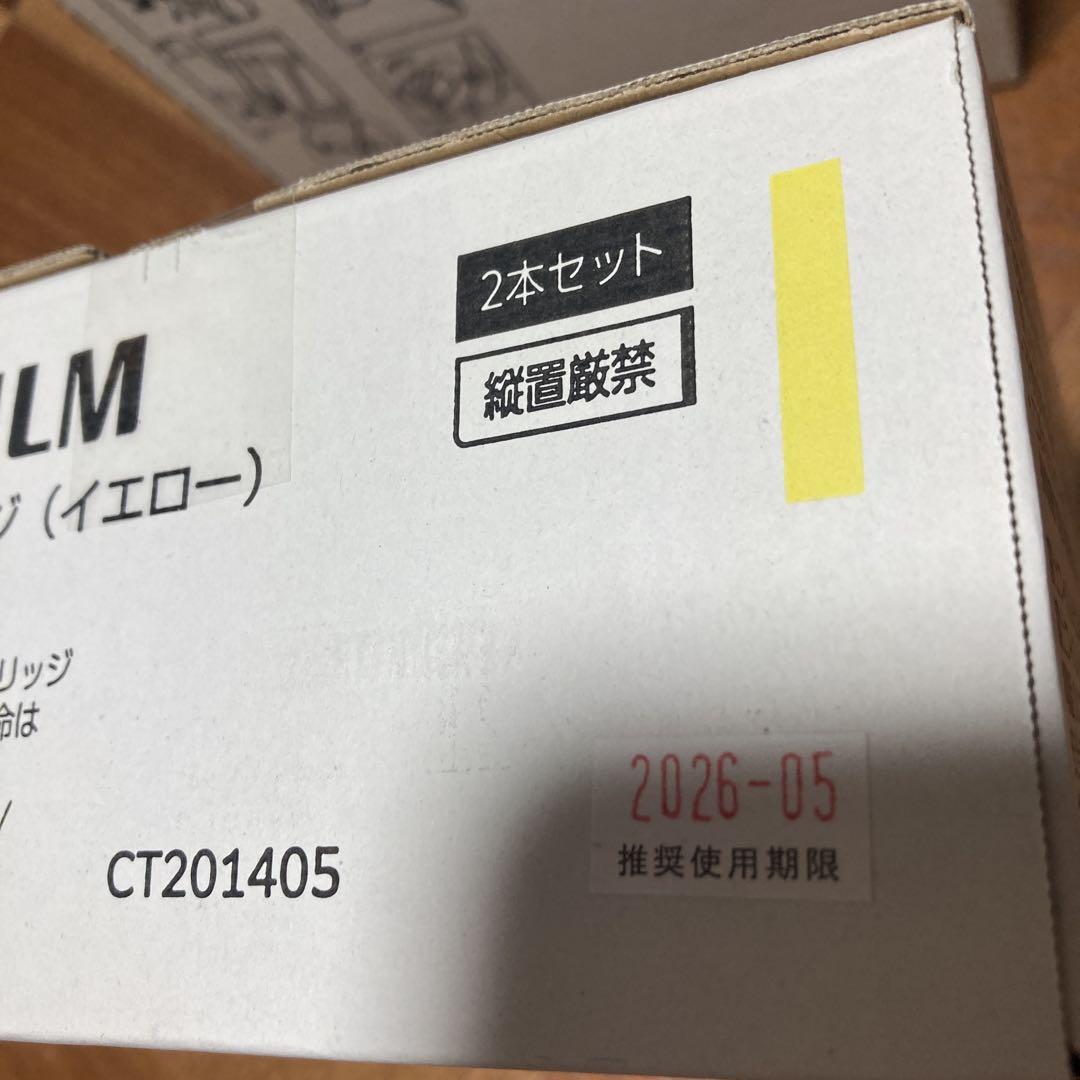 2本セット
縦置厳禁
ILM
ジ（イエロー）
リッジ
命は
CT201405
2026-05
推奨使用期限